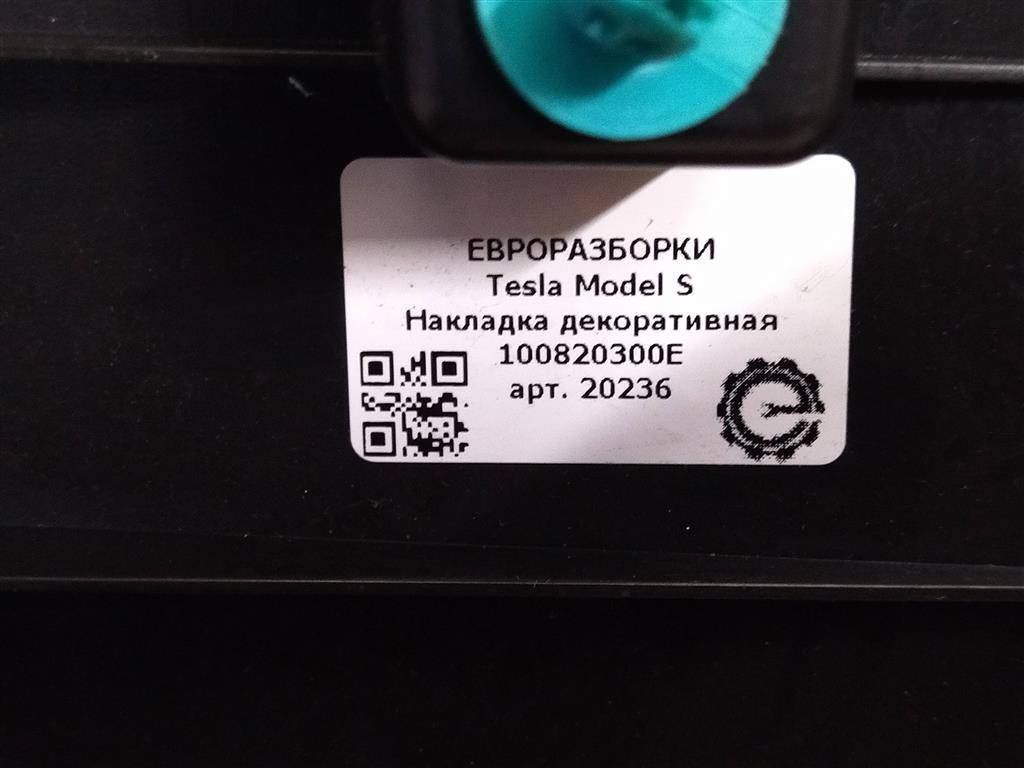 ЕВРОРАЗБОРКИ
Tesla Model S
Накладка декоративная
100820300E
арт. 20236